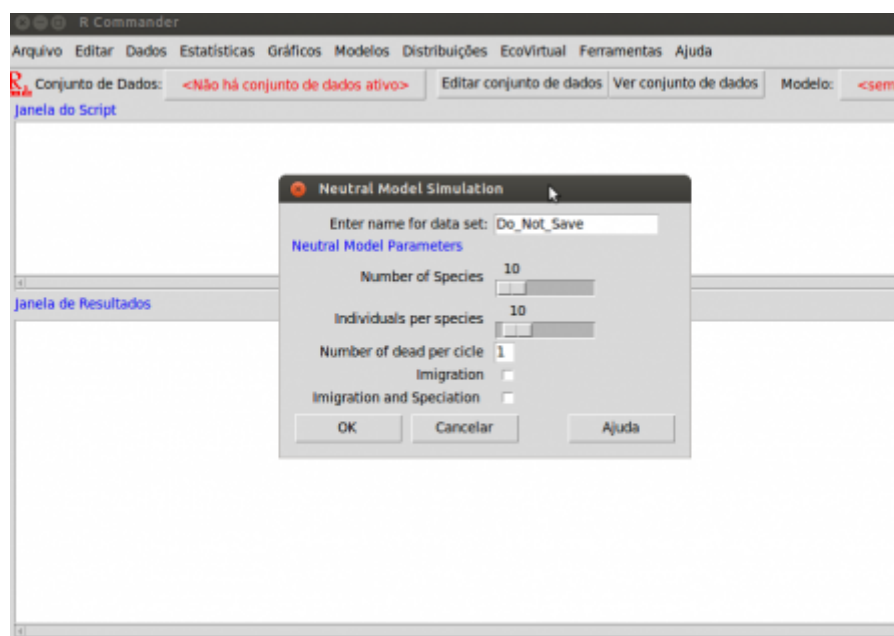 R Commander
Arquivo Editar Dados Estatísticas Gráficos Modelos Distribuições EcoVirtual Ferramentas Ajuda
R Conjunto de Dados: <Não há conjunto de dados ativo> Editar conjunto de dados Ver conjunto de dados Modelo: <sem
Janela do Script
Neutral Model Simulation
Enter name for data set: Do_Not_Save
Neutral Model Parameters
10
Number of Species
10
Individuals per species
Number of dead per cicle 1
Imigration
Imigration and Speciation
OK Cancelar Ajuda
Janela de Resultados